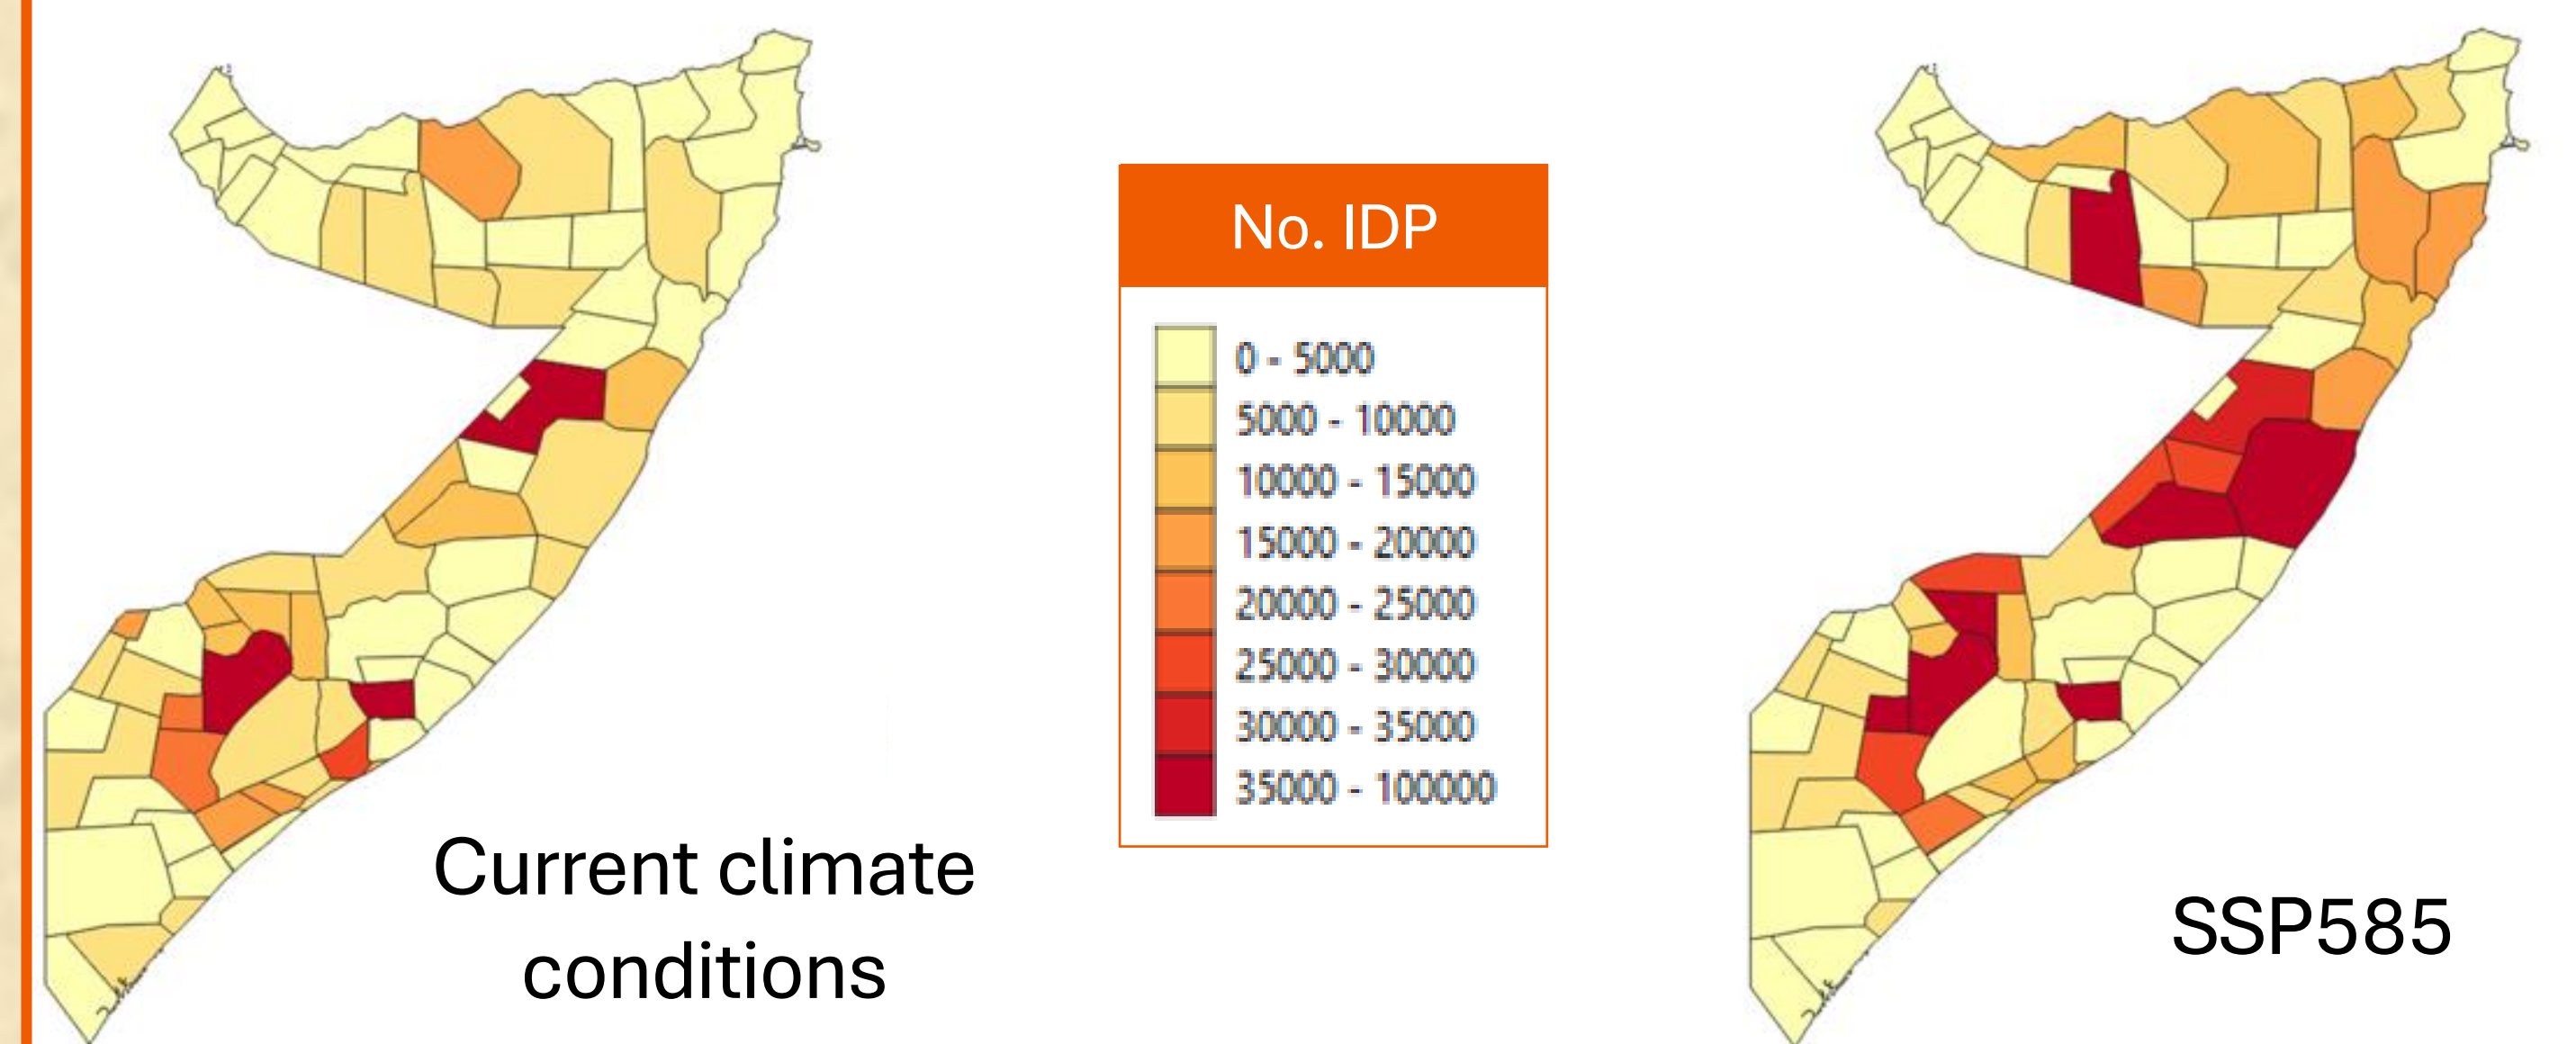 No. IDP
0 - 5000
5000 - 10000
10000 - 15000
15000 - 20000
20000 - 25000
25000 - 30000
30000 - 35000
35000 - 100000
Current climate
conditions
SSP585